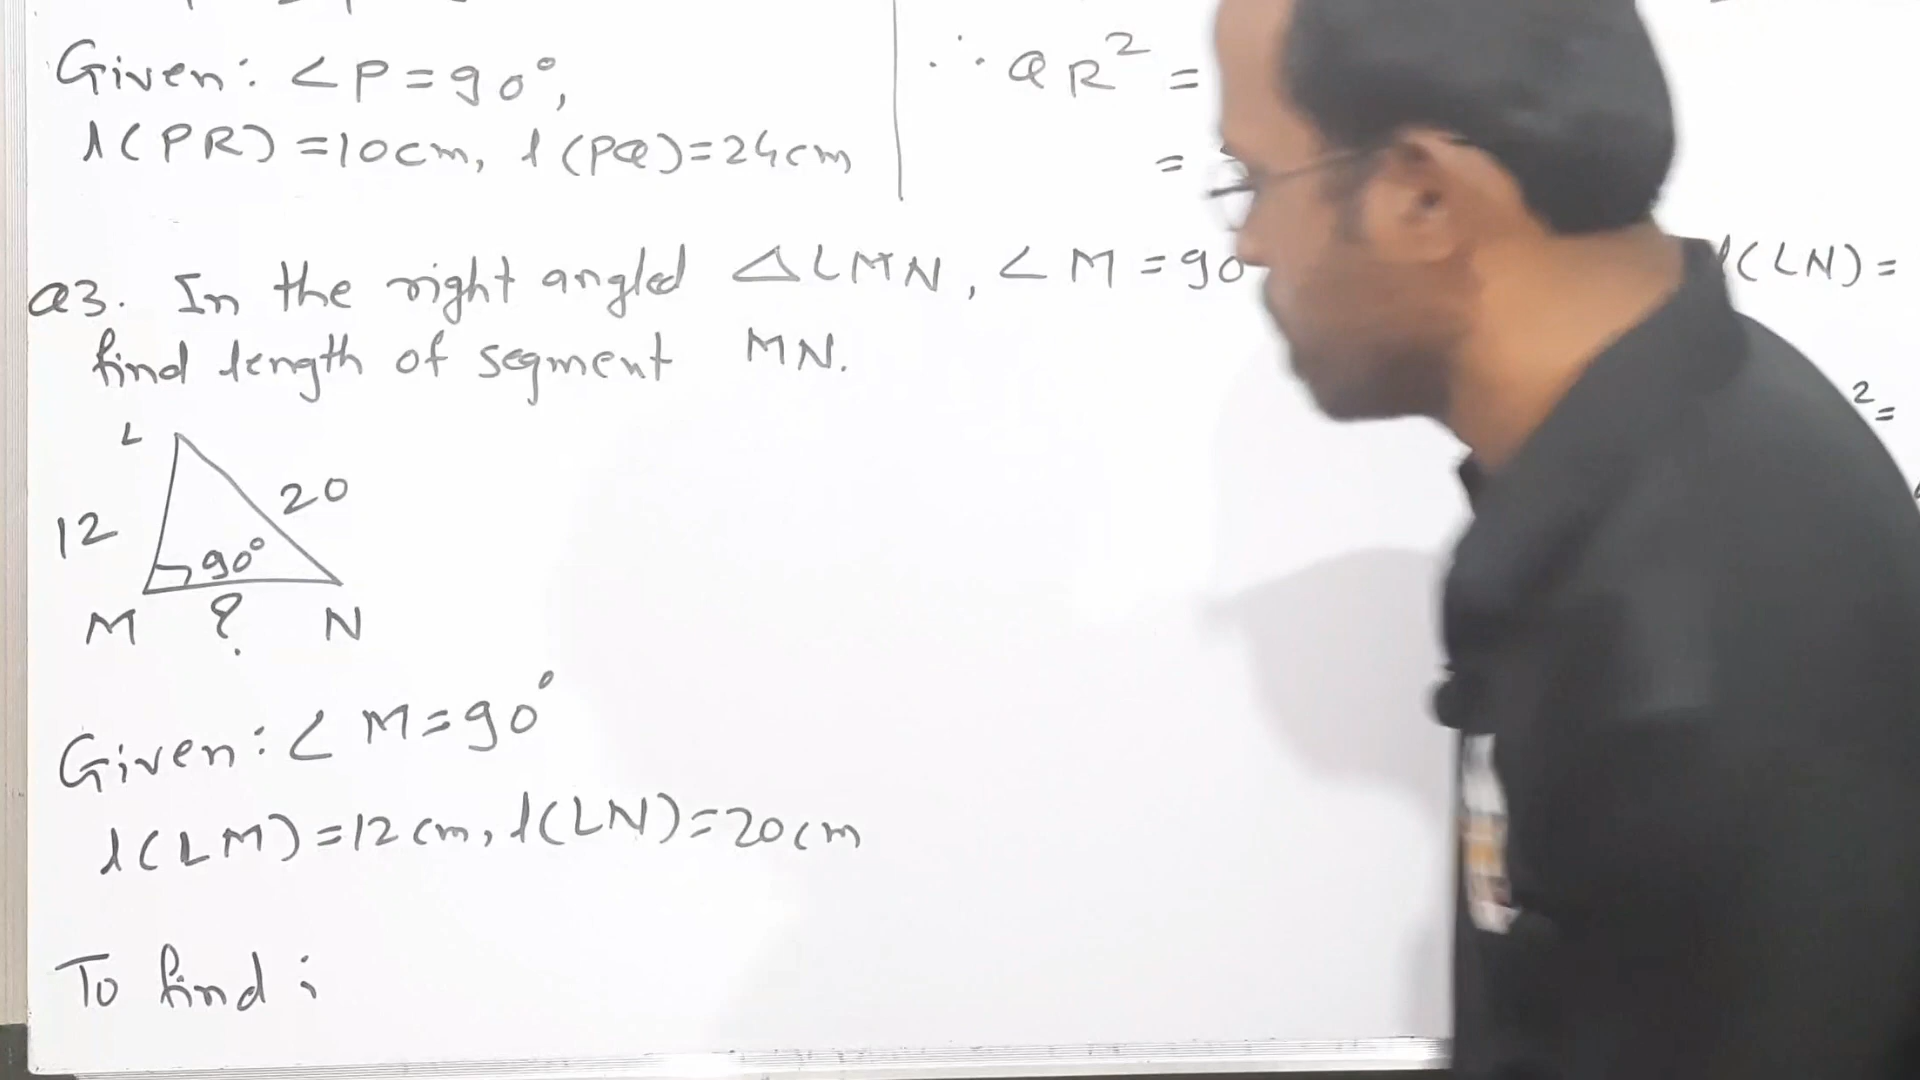 Given: ∠P=90°,
l(PR)=10cm, l(PQ)=24cm
∴ QR² =
=
Q3. In the right angled △LMN, ∠M=90 l(LN)=
find length of segment MN.
²=
L
12
20
90°
M ? N
Given: ∠M=90°
l(LM)=12cm, l(LN)=20cm
To find :